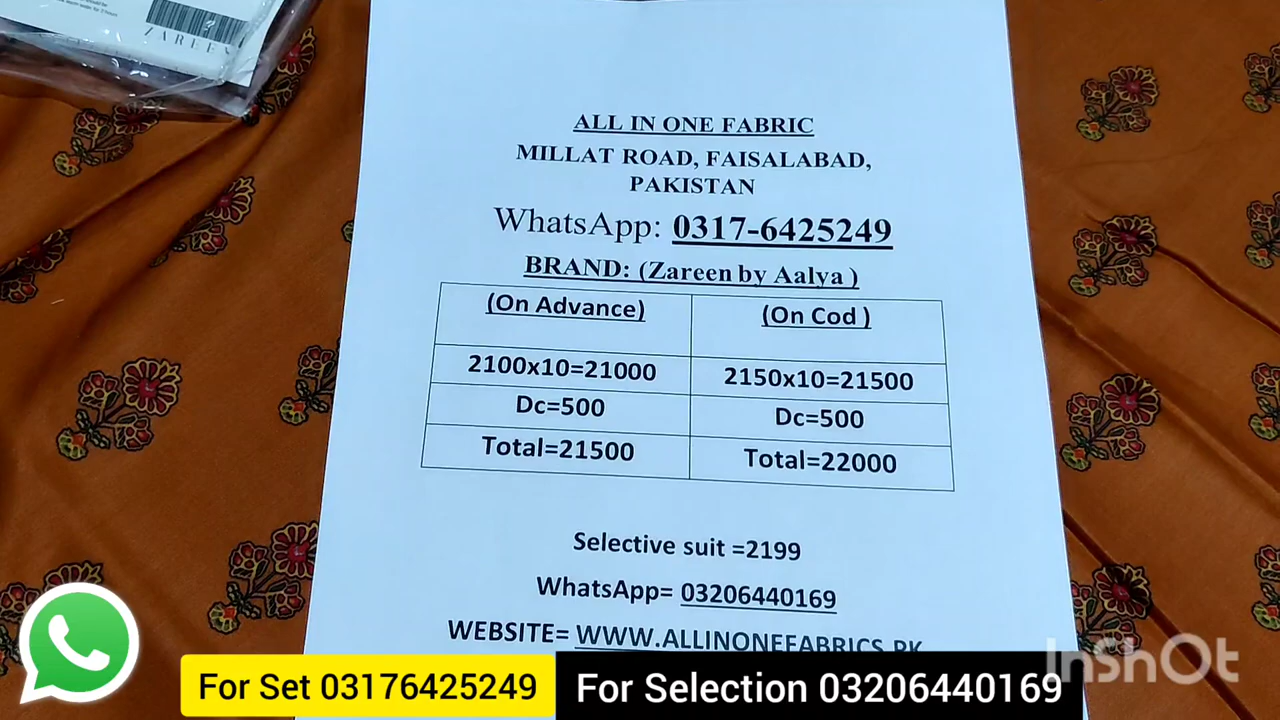 ZAREEN
ALL IN ONE FABRIC
MILLAT ROAD, FAISALABAD,
PAKISTAN
WhatsApp: 0317-6425249
BRAND: (Zareen by Aalya )
(On Advance) (On Cod )
2100x10=21000 2150x10=21500
Dc=500 Dc=500
Total=21500 Total=22000
Selective suit =2199
WhatsApp= 03206440169
WEBSITE= WWW.ALLINONEFABRICS.PK
For Set 03176425249 For Selection 03206440169
InShOt